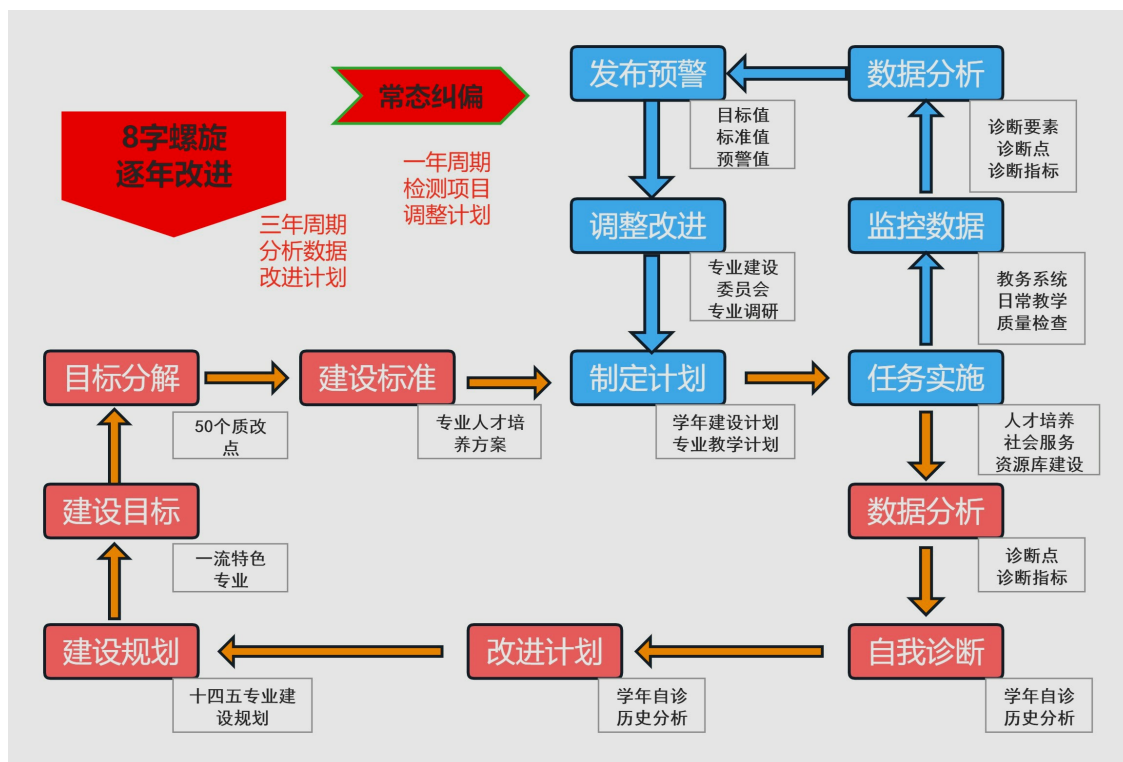 发布预警
数据分析
目标值
标准值
预警值
诊断要素
诊断点
诊断指标
常态纠偏
8字螺旋
逐年改进
一年周期
检测项目
调整计划
三年周期
分析数据
改进计划
调整改进
监控数据
专业建设
委员会
专业调研
教务系统
日常教学
质量检查
目标分解
建设标准
制定计划
任务实施
50个质改
点
专业人才培
养方案
学年建设计划
专业教学计划
人才培养
社会服务
资源库建设
建设目标
数据分析
一流特色
专业
诊断点
诊断指标
建设规划
改进计划
自我诊断
十四五专业建
设规划
学年自诊
历史分析
学年自诊
历史分析